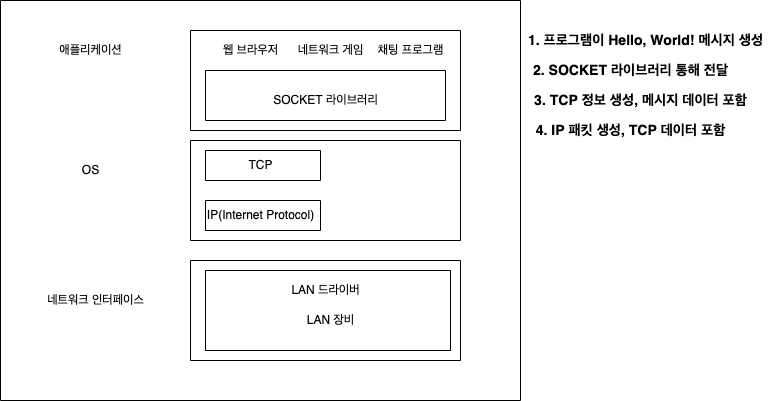 애플리케이션
웹 브라우저 네트워크 게임 채팅 프로그램
SOCKET 라이브러리
OS
TCP
IP(Internet Protocol)
네트워크 인터페이스
LAN 드라이버
LAN 장비
1. 프로그램이 Hello, World! 메시지 생성
2. SOCKET 라이브러리 통해 전달
3. TCP 정보 생성, 메시지 데이터 포함
4. IP 패킷 생성, TCP 데이터 포함